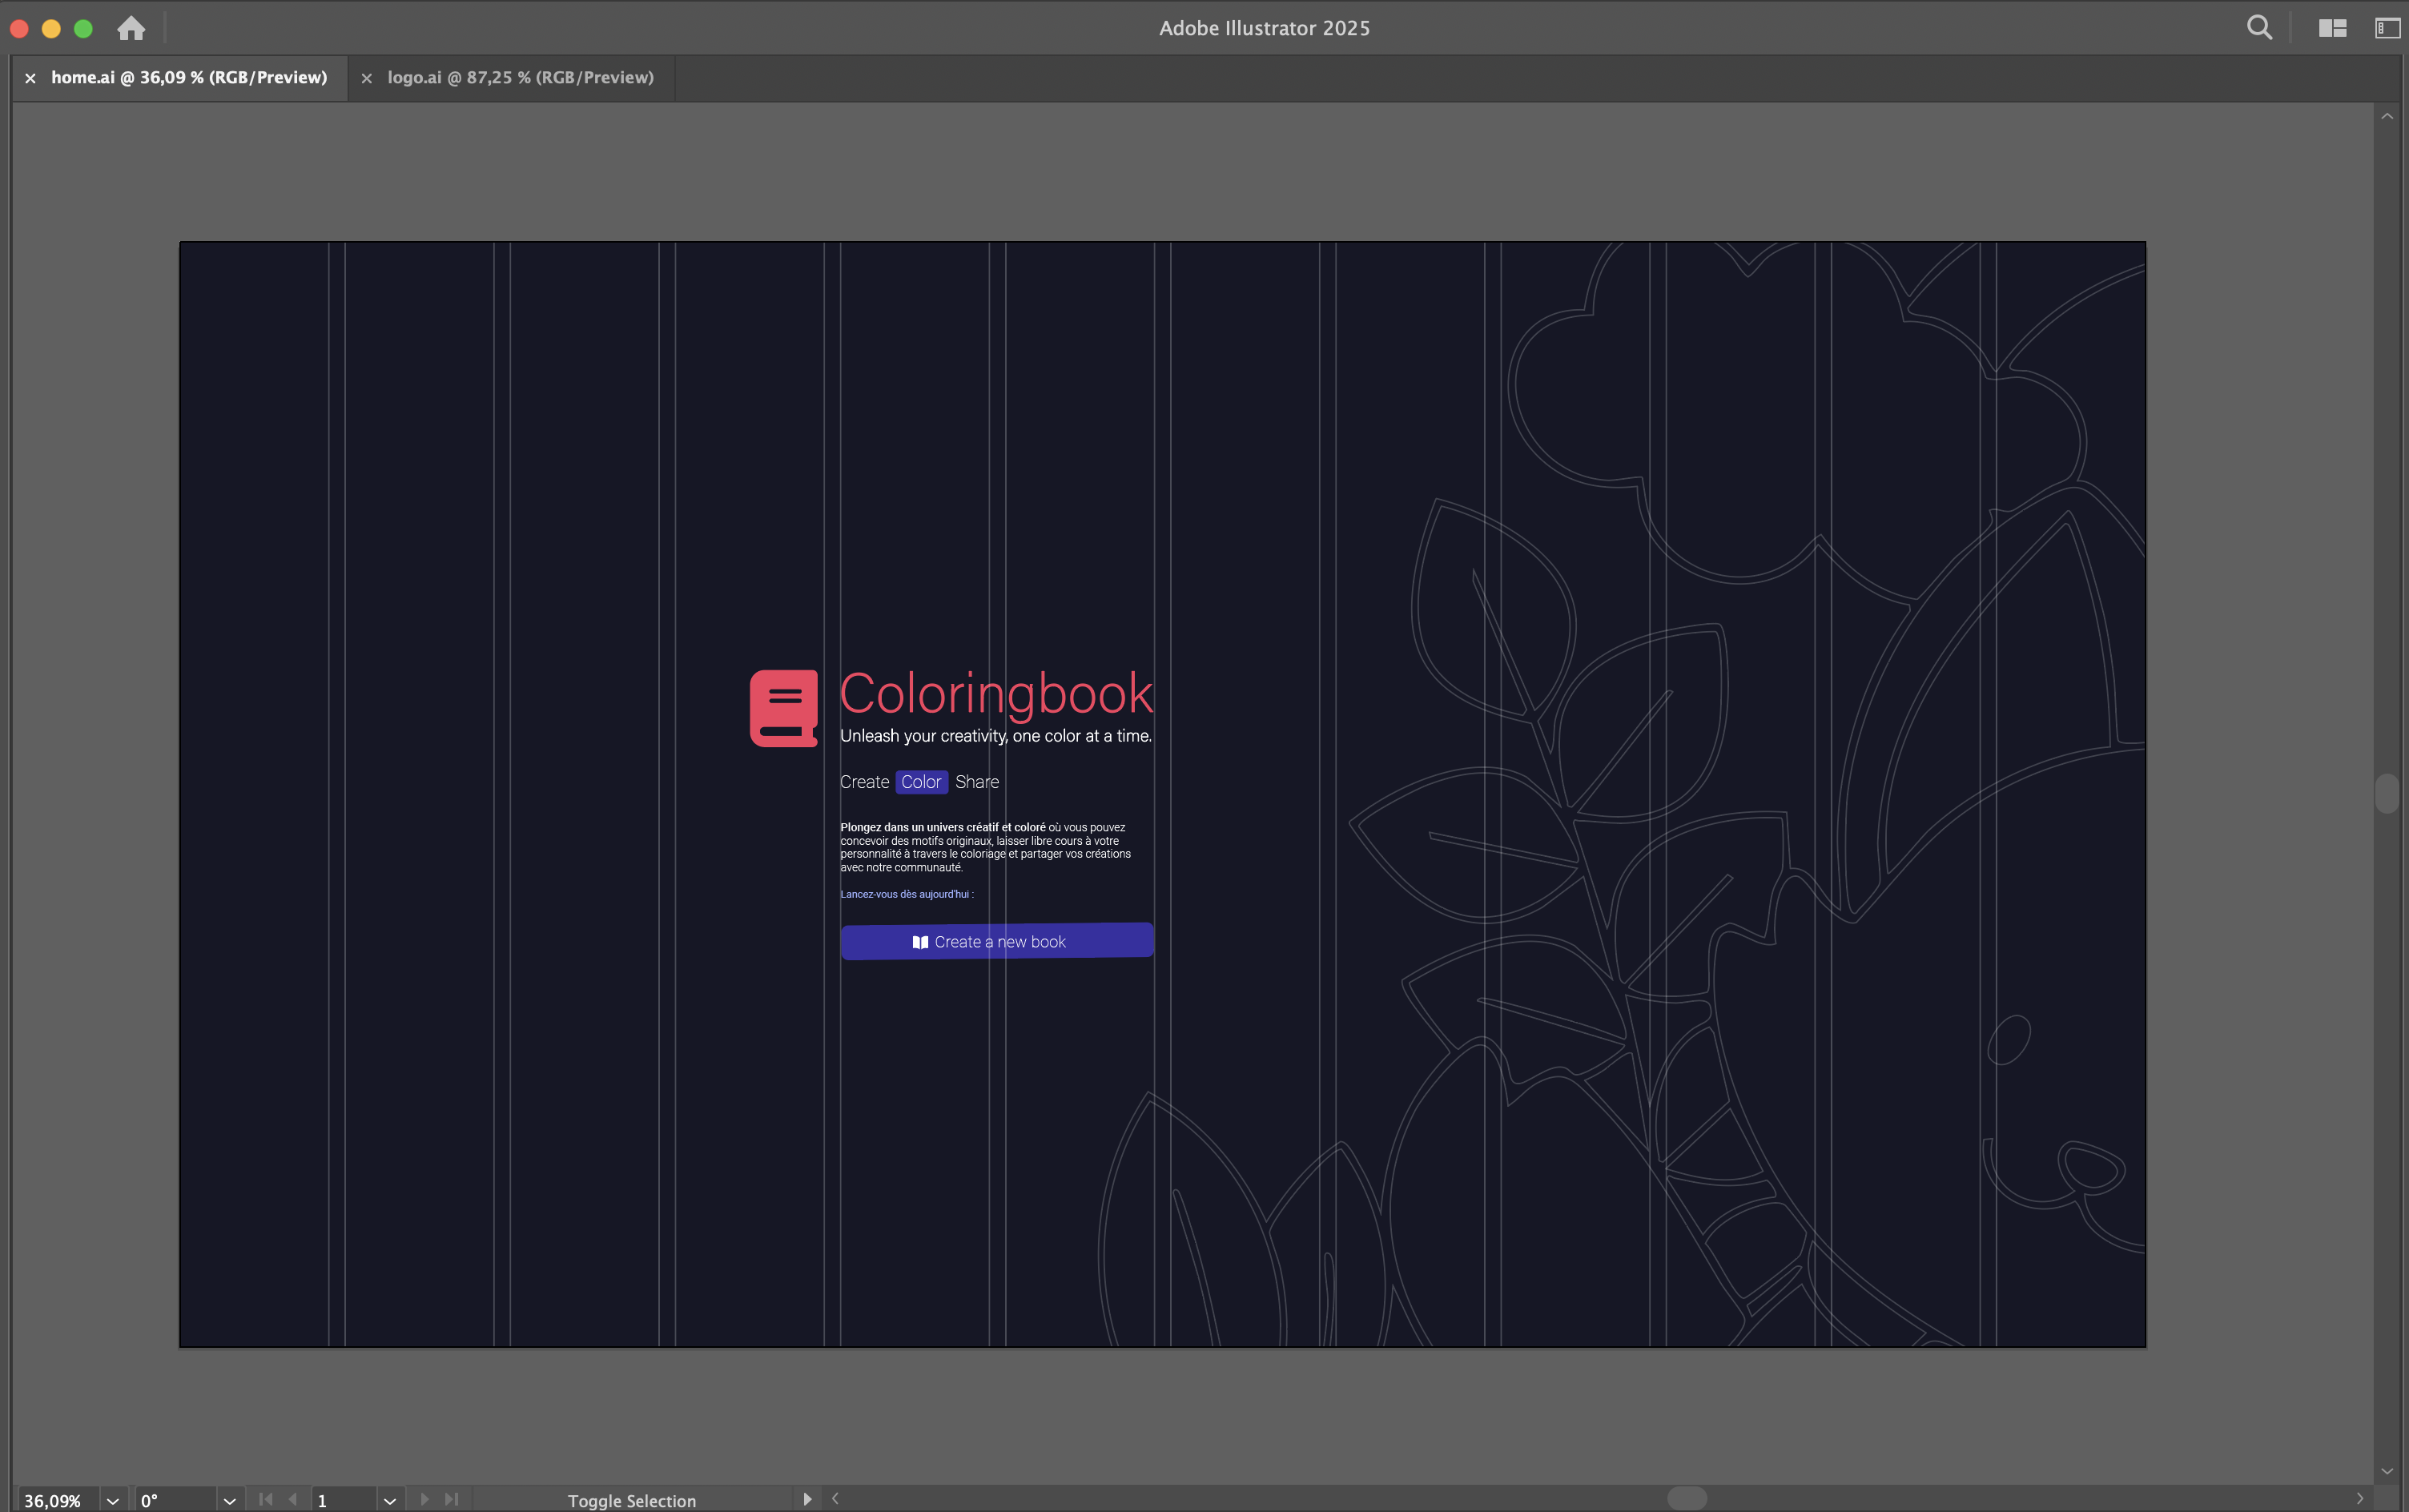 Adobe Illustrator 2025
home.ai @ 36,09 % (RGB/Preview)
logo.ai @ 87,25 % (RGB/Preview)
Coloringbook
Unleash your creativity, one color at a time.
Create Color Share
Plongez dans un univers créatif et coloré où vous pouvez
concevoir des motifs originaux, laisser libre cours à votre
personnalité à travers le coloriage et partager vos créations
avec notre communauté.
Lancez-vous dès aujourd'hui :
Create a new book
36,09% 0° 1 Toggle Selection